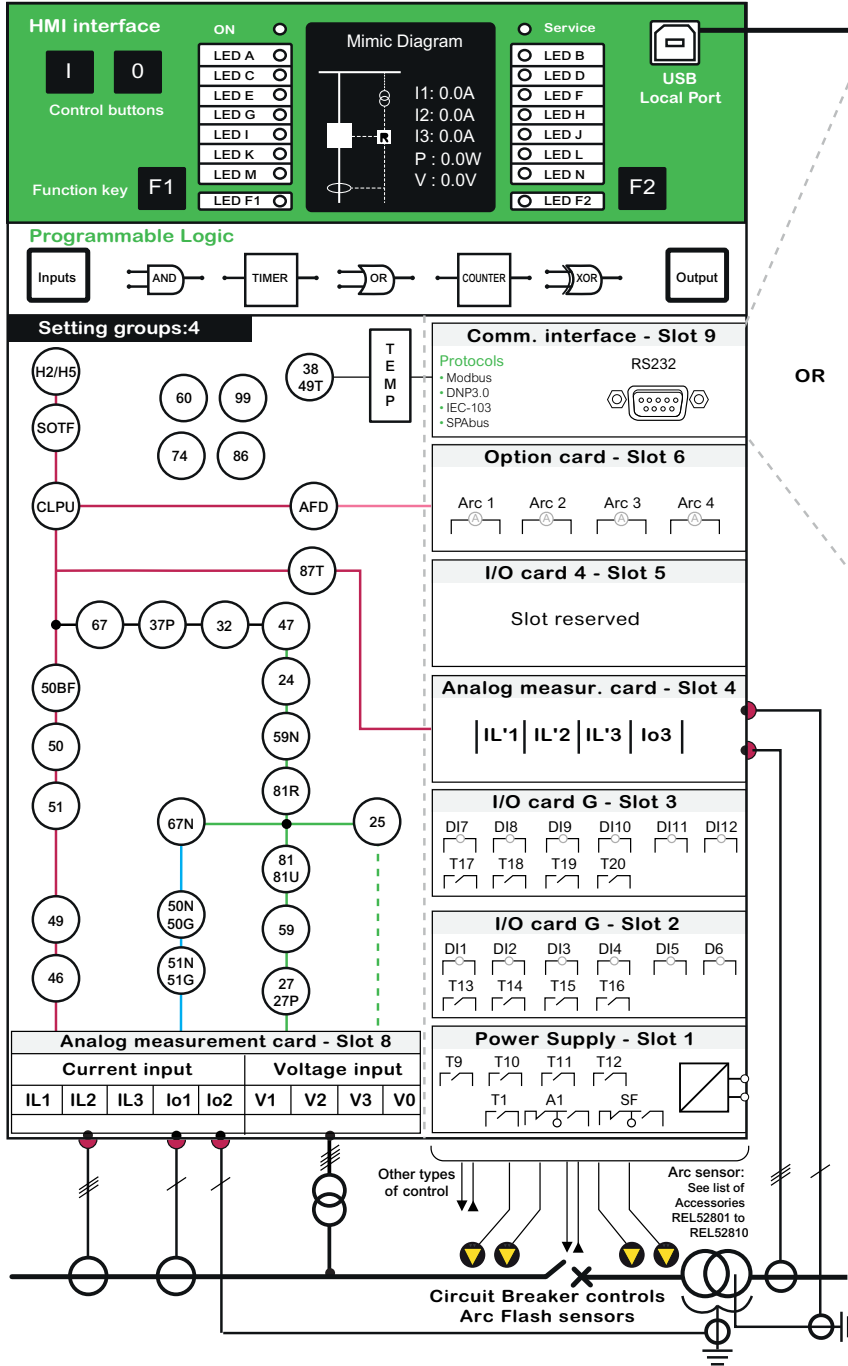 HMI interface
ON
Service
I
0
Control buttons
Function key
F1
LED A
LED C
LED E
LED G
LED I
LED K
LED M
LED F1
Mimic Diagram
R
I1: 0.0A
I2: 0.0A
I3: 0.0A
P : 0.0W
V : 0.0V
LED B
LED D
LED F
LED H
LED J
LED L
LED N
LED F2
F2
USB
Local Port
Programmable Logic
Inputs
AND
TIMER
OR
COUNTER
XOR
Output
Setting groups:4
H2/H5
SOTF
CLPU
60
99
74
86
38
49T
TEMP
AFD
87T
67
37P
32
47
50BF
24
50
59N
51
81R
67N
25
81
81U
50N
50G
49
59
51N
51G
46
27
27P
Comm. interface - Slot 9
Protocols
• Modbus
• DNP3.0
• IEC-103
• SPAbus
RS232
OR
Option card - Slot 6
Arc 1 Arc 2 Arc 3 Arc 4
A A A A
I/O card 4 - Slot 5
Slot reserved
Analog measur. card - Slot 4
IL'1 IL'2 IL'3 Io3
I/O card G - Slot 3
DI7 DI8 DI9 DI10 DI11 DI12
T17 T18 T19 T20
I/O card G - Slot 2
DI1 DI2 DI3 DI4 DI5 D6
T13 T14 T15 T16
Power Supply - Slot 1
T9 T10 T11 T12
T1 A1 SF
Analog measurement card - Slot 8
Current input
Voltage input
IL1 IL2 IL3 Io1 Io2 V1 V2 V3 V0
Other types
of control
Arc sensor:
See list of
Accessories
REL52801 to
REL52810
Circuit Breaker controls
Arc Flash sensors